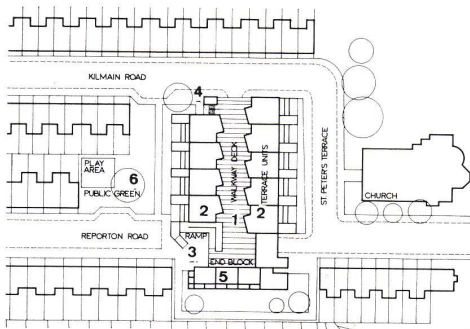 KILMAIN ROAD
4
WALKWAY DECK
TERRACE UNITS
ST. PETER'S TERRACE
PLAY
AREA
6
PUBLIC GREEN
CHURCH
2
1
2
REPORTON ROAD
RAMP
3
END BLOCK
5